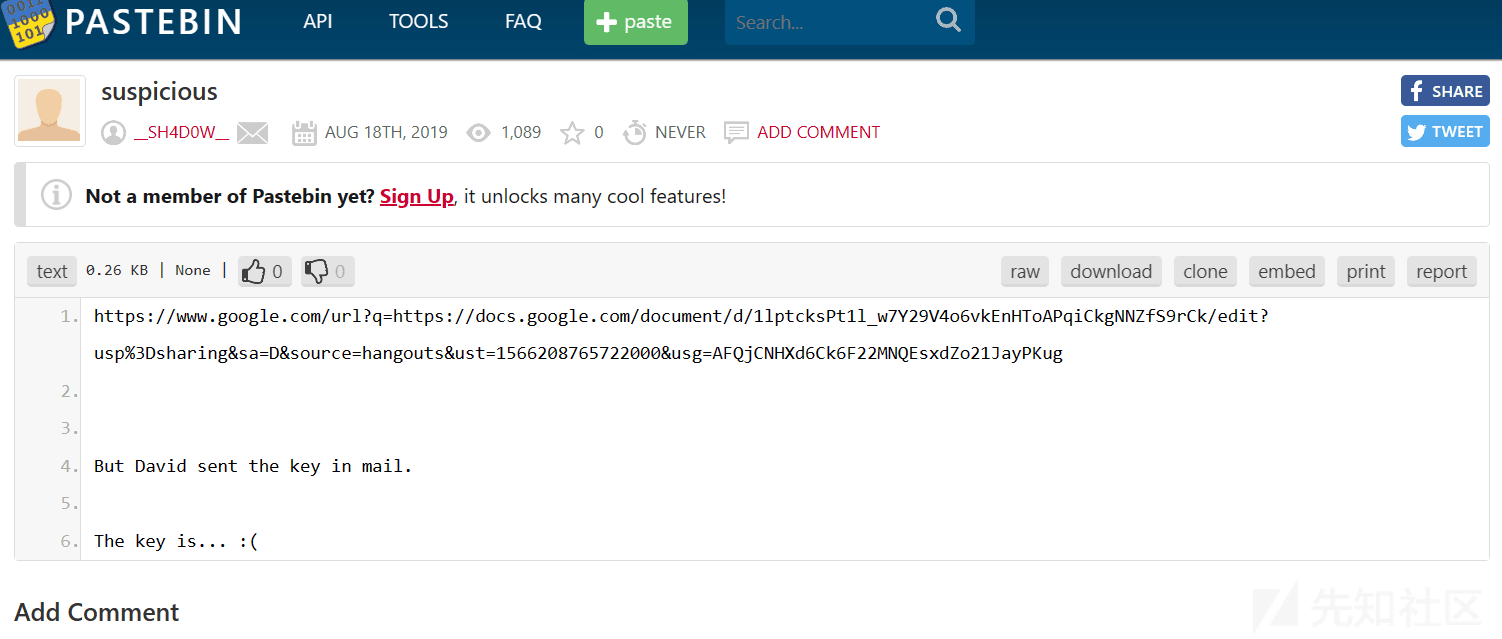 0011
1000
101
PASTEBIN API TOOLS FAQ + paste Search...
suspicious
SHARE
__SH4D0W__ AUG 18TH, 2019 1,089 0 NEVER ADD COMMENT
TWEET
Not a member of Pastebin yet? Sign Up, it unlocks many cool features!
text 0.26 KB | None | 0 0 raw download clone embed print report
1. https://www.google.com/url?q=https://docs.google.com/document/d/1lptcksPt1l_w7Y29V4o6vkEnHToAPqiCkgNNZfS9rCk/edit?
usp%3Dsharing&sa=D&source=hangouts&ust=1566208765722000&usg=AFQjCNHXd6Ck6F22MNQEsxdZo21JayPKug
2.
3.
4. But David sent the key in mail.
5.
6. The key is... :(
Add Comment
先知社区